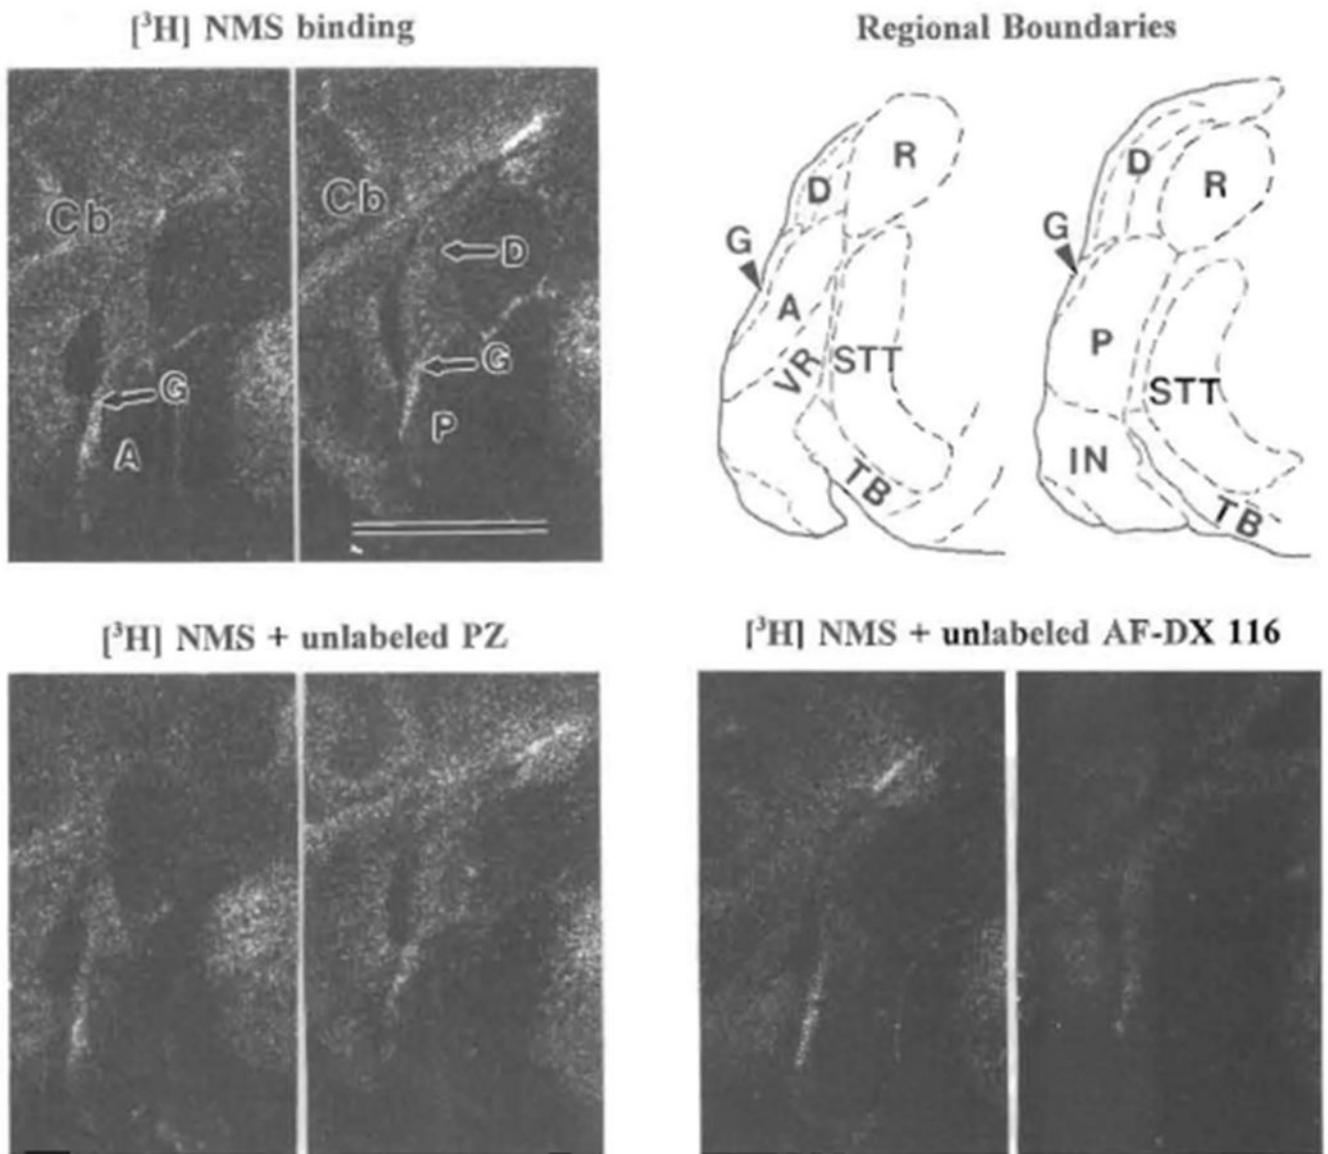 [³H] NMS binding
Regional Boundaries
Cb
G
A
Cb
D
G
P
R
D
G
A
VR
STT
TB
D
R
G
P
STT
IN
TB
[³H] NMS + unlabeled PZ
[³H] NMS + unlabeled AF-DX 116